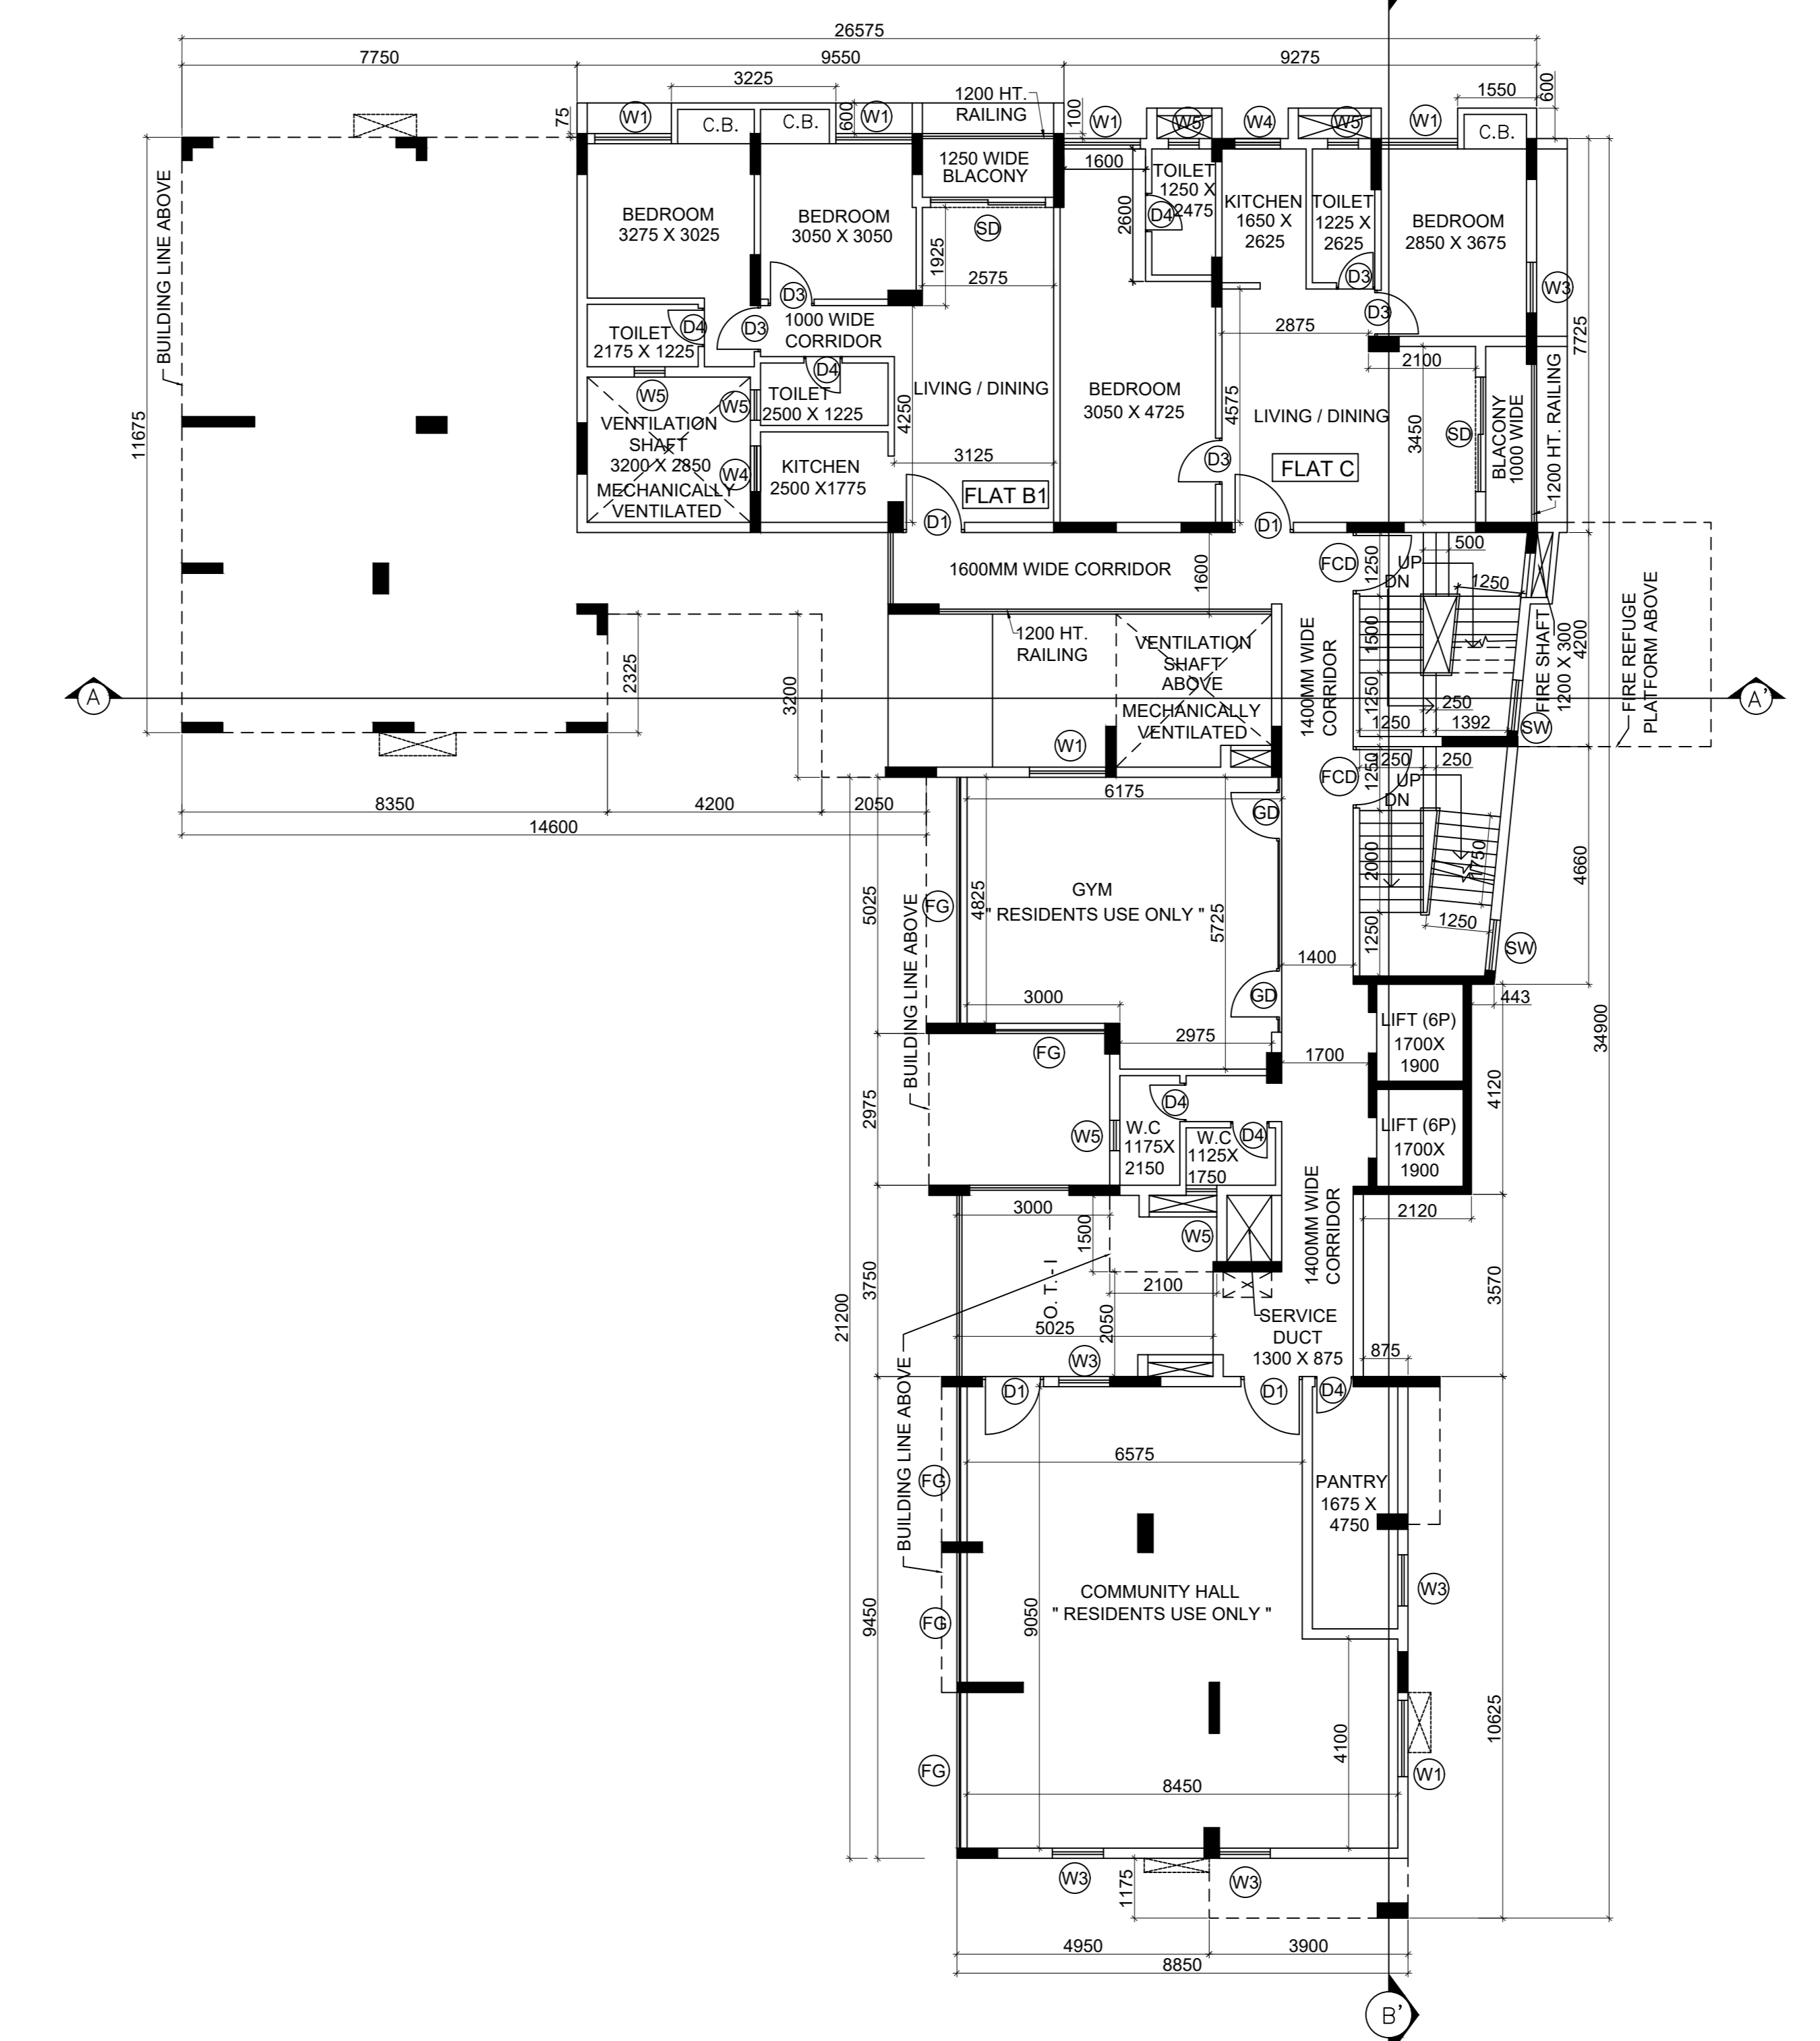 26575
7750
9550
9275
3225
1550
600
75
600
100
1200 HT.
RAILING
W1
C.B.
C.B.
W1
W1
W5
W4
W5
W1
C.B.
1250 WIDE
BLACONY
1600
TOILET
1250 X
2475
D4
2600
KITCHEN
1650 X
2625
TOILET
1225 X
2625
BEDROOM
3275 X 3025
BEDROOM
3050 X 3050
BEDROOM
2850 X 3675
SD
1925
2575
D3
D3
W3
BUILDING LINE ABOVE
D3
D3
D4
TOILET
2175 X 1225
1000 WIDE
CORRIDOR
2875
2100
7725
D4
W5
W5
TOILET
2500 X 1225
LIVING / DINING
BEDROOM
3050 X 4725
LIVING / DINING
4250
4575
3450
SD
BLACONY
1000 WIDE
1200 HT. RAILING
11675
VENTILATION
SHAFT
3200 X 2850
MECHANICALLY
VENTILATED
W4
KITCHEN
2500 X1775
3125
D3
FLAT B1
FLAT C
D1
D1
1600MM WIDE CORRIDOR
1600
FCD
1250
UP
DN
500
1250
1200 HT.
RAILING
VENTILATION
SHAFT
ABOVE
MECHANICALLY
VENTILATED
1400MM WIDE
CORRIDOR
1500
FIRE SHAFT
1200 X 300
4200
FIRE REFUGE
PLATFORM ABOVE
2325
3200
A
A'
1250
250
1250
1392
SW
W1
FCD
1250
250
250
UP
DN
8350
4200
2050
14600
6175
GD
2000
1750
4660
5025
FG
4825
GYM
" RESIDENTS USE ONLY "
5725
1250
1250
SW
BUILDING LINE ABOVE
1400
3000
GD
443
LIFT (6P)
1700X
1900
34900
FG
2975
1700
2975
4120
D4
W5
W.C
1175X
2150
W.C
1125X
1750
D4
LIFT (6P)
1700X
1900
1400MM WIDE
CORRIDOR
3000
1500
W5
2120
21200
3750
O. T. - I
2100
2050
5025
SERVICE
DUCT
1300 X 875
3570
W3
875
BUILDING LINE ABOVE
D1
D1
D4
6575
FG
PANTRY
1675 X
4750
COMMUNITY HALL
" RESIDENTS USE ONLY "
W3
9450
FG
9050
4100
10625
FG
8450
W1
W3
W3
1175
4950
3900
8850
B'